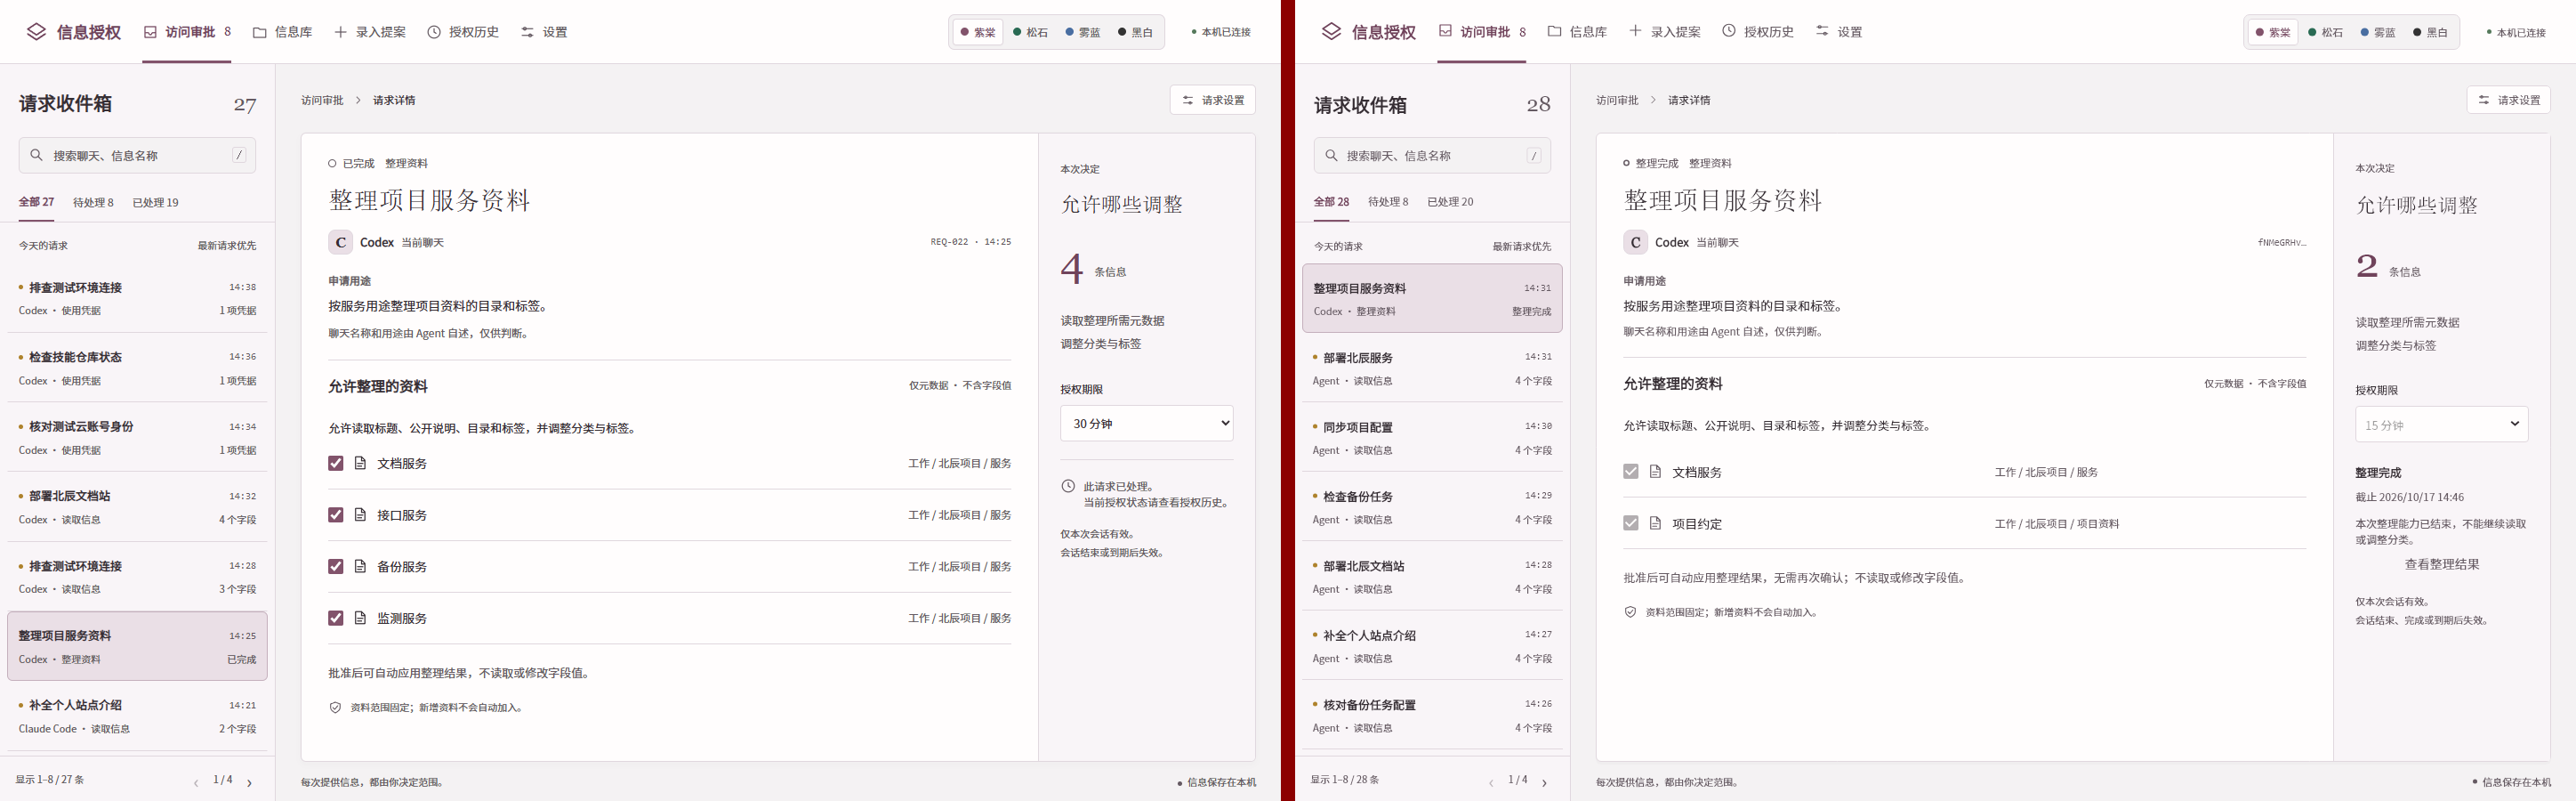 信息授权 访问审批 8 信息库 录入提案 授权历史 设置 紫棠 松石 雾蓝 黑白 本机已连接
请求收件箱 27
搜索聊天、信息名称 /
全部 27 待处理 8 已处理 19
今天的请求 最新请求优先
排查测试环境连接 14:38
Codex · 使用凭据 1 项凭据
检查技能仓库状态 14:36
Codex · 使用凭据 1 项凭据
核对测试云账号身份 14:34
Codex · 使用凭据 1 项凭据
部署北辰文档站 14:32
Codex · 读取信息 4 个字段
排查测试环境连接 14:28
Codex · 读取信息 3 个字段
整理项目服务资料 14:25
Codex · 整理资料 已完成
补全个人站点介绍 14:21
Claude Code · 读取信息 2 个字段
显示 1–8 / 27 条 ‹ 1 / 4 ›
访问审批 > 请求详情 请求设置
已完成 整理资料
整理项目服务资料
C Codex 当前聊天 REQ-022 · 14:25
申请用途
按服务用途整理项目资料的目录和标签。
聊天名称和用途由 Agent 自述，仅供判断。
允许整理的资料 仅元数据 · 不含字段值
允许读取标题、公开说明、目录和标签，并调整分类与标签。
文档服务 工作 / 北辰项目 / 服务
接口服务 工作 / 北辰项目 / 服务
备份服务 工作 / 北辰项目 / 服务
监测服务 工作 / 北辰项目 / 服务
批准后可自动应用整理结果，不读取或修改字段值。
资料范围固定；新增资料不会自动加入。
本次决定
允许哪些调整
4 条信息
读取整理所需元数据
调整分类与标签
授权期限
30 分钟
此请求已处理。
当前授权状态请查看授权历史。
仅本次会话有效。
会话结束或到期后失效。
每次提供信息，都由你决定范围。 信息保存在本机
信息授权 访问审批 8 信息库 录入提案 授权历史 设置 紫棠 松石 雾蓝 黑白 本机已连接
请求收件箱 28
搜索聊天、信息名称 /
全部 28 待处理 8 已处理 20
今天的请求 最新请求优先
整理项目服务资料 14:31
Codex · 整理资料 整理完成
部署北辰服务 14:31
Agent · 读取信息 4 个字段
同步项目配置 14:30
Agent · 读取信息 4 个字段
检查备份任务 14:29
Agent · 读取信息 4 个字段
部署北辰文档站 14:28
Agent · 读取信息 4 个字段
补全个人站点介绍 14:27
Agent · 读取信息 4 个字段
核对备份任务配置 14:26
Agent · 读取信息 4 个字段
显示 1–8 / 28 条 ‹ 1 / 4 ›
访问审批 > 请求详情 请求设置
整理完成 整理资料
整理项目服务资料
C Codex 当前聊天 fNMeGRHv…
申请用途
按服务用途整理项目资料的目录和标签。
聊天名称和用途由 Agent 自述，仅供判断。
允许整理的资料 仅元数据 · 不含字段值
允许读取标题、公开说明、目录和标签，并调整分类与标签。
文档服务 工作 / 北辰项目 / 服务
项目约定 工作 / 北辰项目 / 项目资料
批准后可自动应用整理结果，无需再次确认；不读取或修改字段值。
资料范围固定；新增资料不会自动加入。
本次决定
允许哪些调整
2 条信息
读取整理所需元数据
调整分类与标签
授权期限
15 分钟
整理完成
截止 2026/10/17 14:46
本次整理能力已结束，不能继续读取
或调整分类。
查看整理结果
仅本次会话有效。
会话结束、完成或到期后失效。
每次提供信息，都由你决定范围。 信息保存在本机